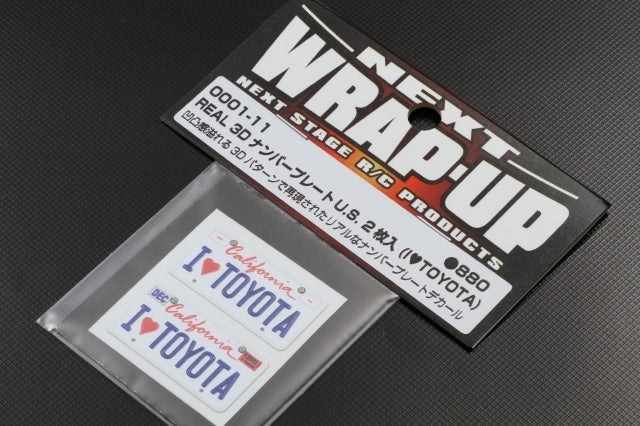 NEXT
WRAP-UP
NEXT STAGE R/C PRODUCTS
0001-11 ●880
REAL 3D ナンバープレート U.S. 2枚入 (I♥TOYOTA)
凹凸感溢れる3Dパターンで再現されたリアルなナンバープレートデカール
California
I♥TOYOTA
DEC California
I♥TOYOTA